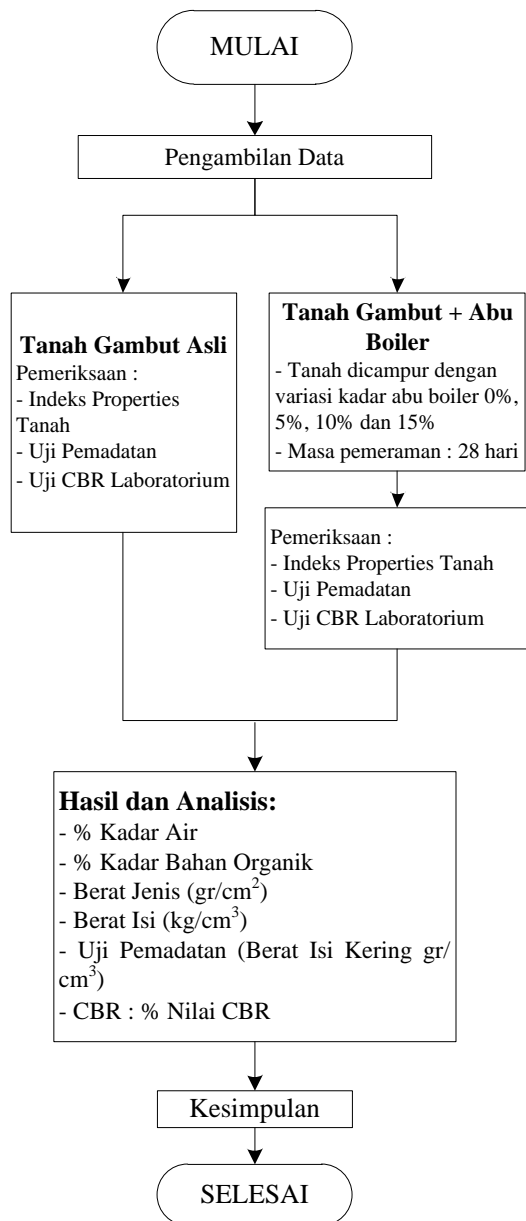 MULAI
Pengambilan Data
Tanah Gambut Asli
Pemeriksaan :
- Indeks Properties
Tanah
- Uji Pemadatan
- Uji CBR Laboratorium
Tanah Gambut + Abu
Boiler
- Tanah dicampur dengan
variasi kadar abu boiler 0%,
5%, 10% dan 15%
- Masa pemeraman : 28 hari
Pemeriksaan :
- Indeks Properties Tanah
- Uji Pemadatan
- Uji CBR Laboratorium
Hasil dan Analisis:
- % Kadar Air
- % Kadar Bahan Organik
- Berat Jenis (gr/cm²)
- Berat Isi (kg/cm³)
- Uji Pemadatan (Berat Isi Kering gr/
cm³)
- CBR : % Nilai CBR
Kesimpulan
SELESAI